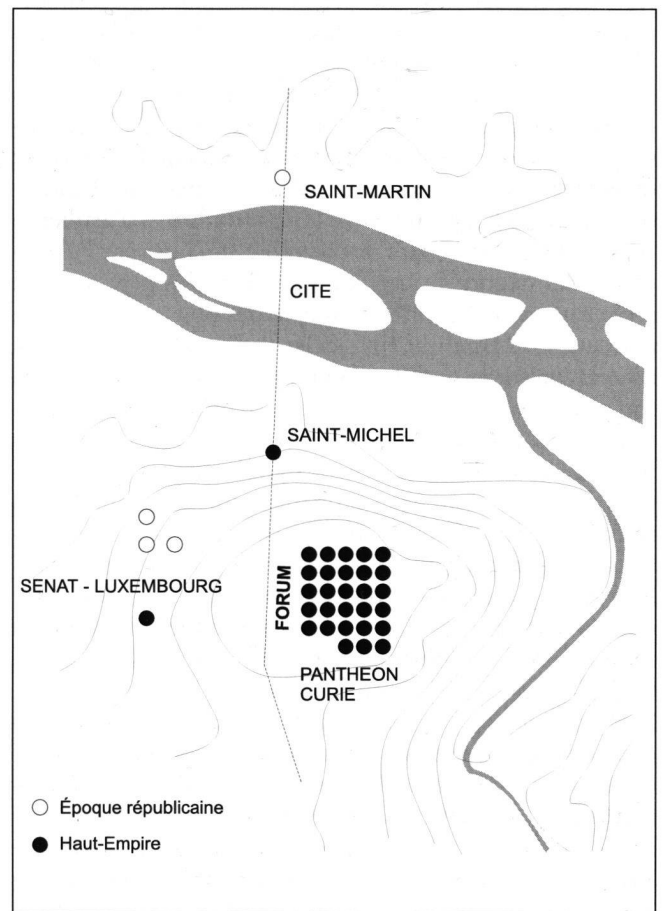 SAINT-MARTIN
CITE
SAINT-MICHEL
SENAT - LUXEMBOURG
FORUM
PANTHEON
CURIE
Époque républicaine
Haut-Empire